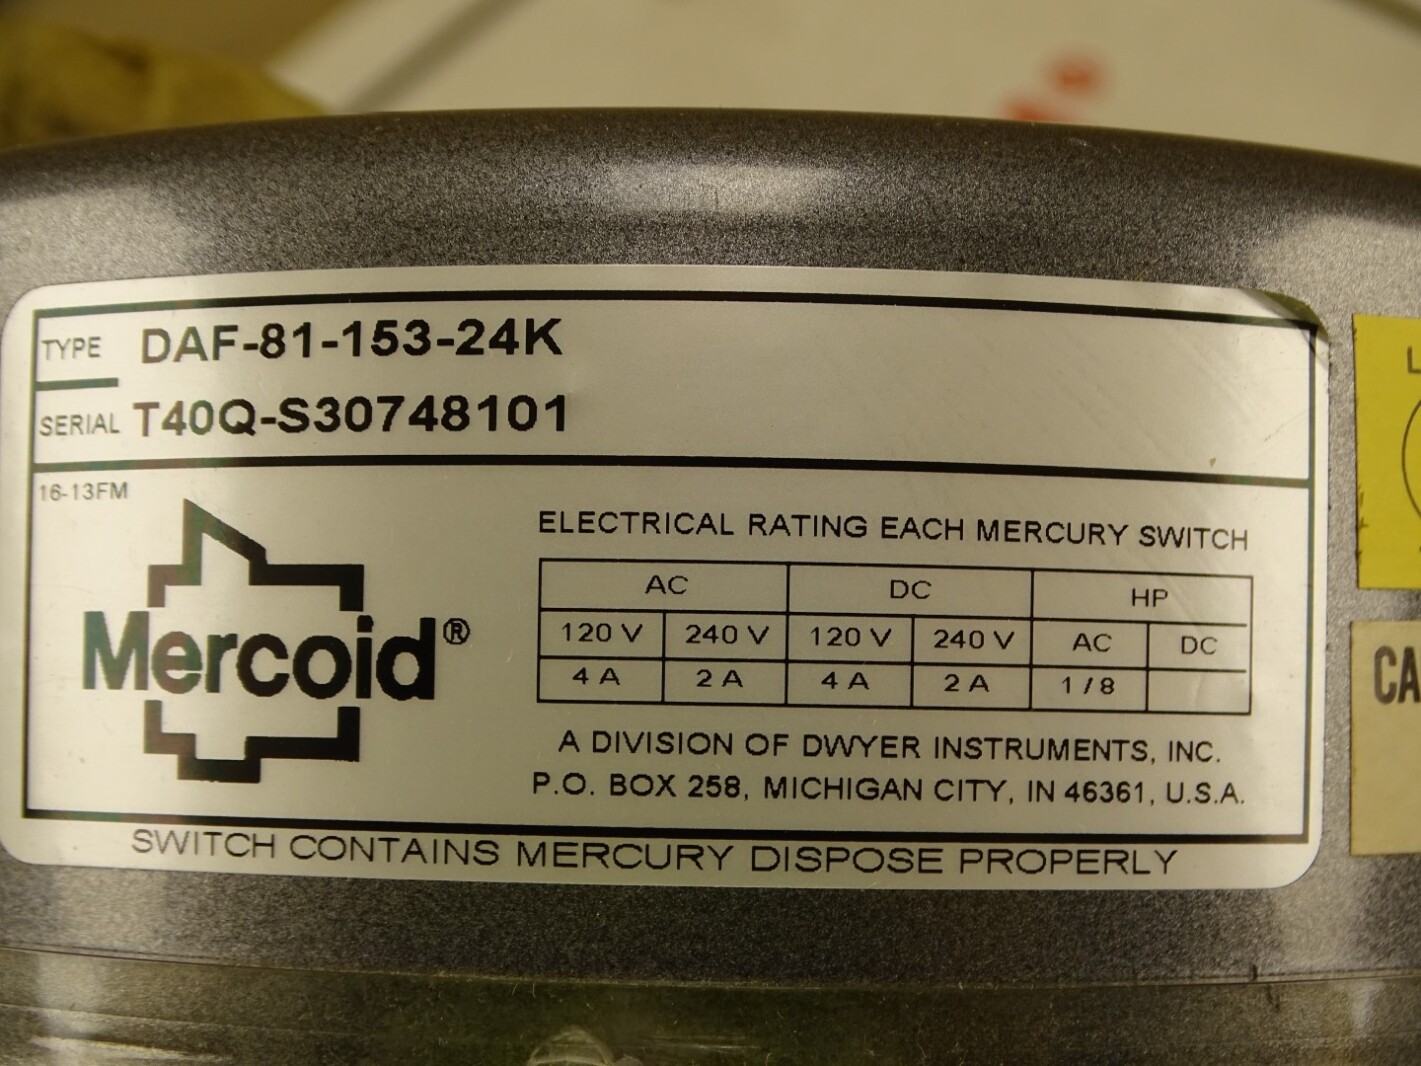 TYPE DAF-81-153-24K
SERIAL T40Q-S30748101
16-13FM
Mercoid®
ELECTRICAL RATING EACH MERCURY SWITCH
AC DC HP
120 V 240 V 120 V 240 V AC DC
4 A 2 A 4 A 2 A 1/8
A DIVISION OF DWYER INSTRUMENTS, INC.
P.O. BOX 258, MICHIGAN CITY, IN 46361, U.S.A.
SWITCH CONTAINS MERCURY DISPOSE PROPERLY
CA